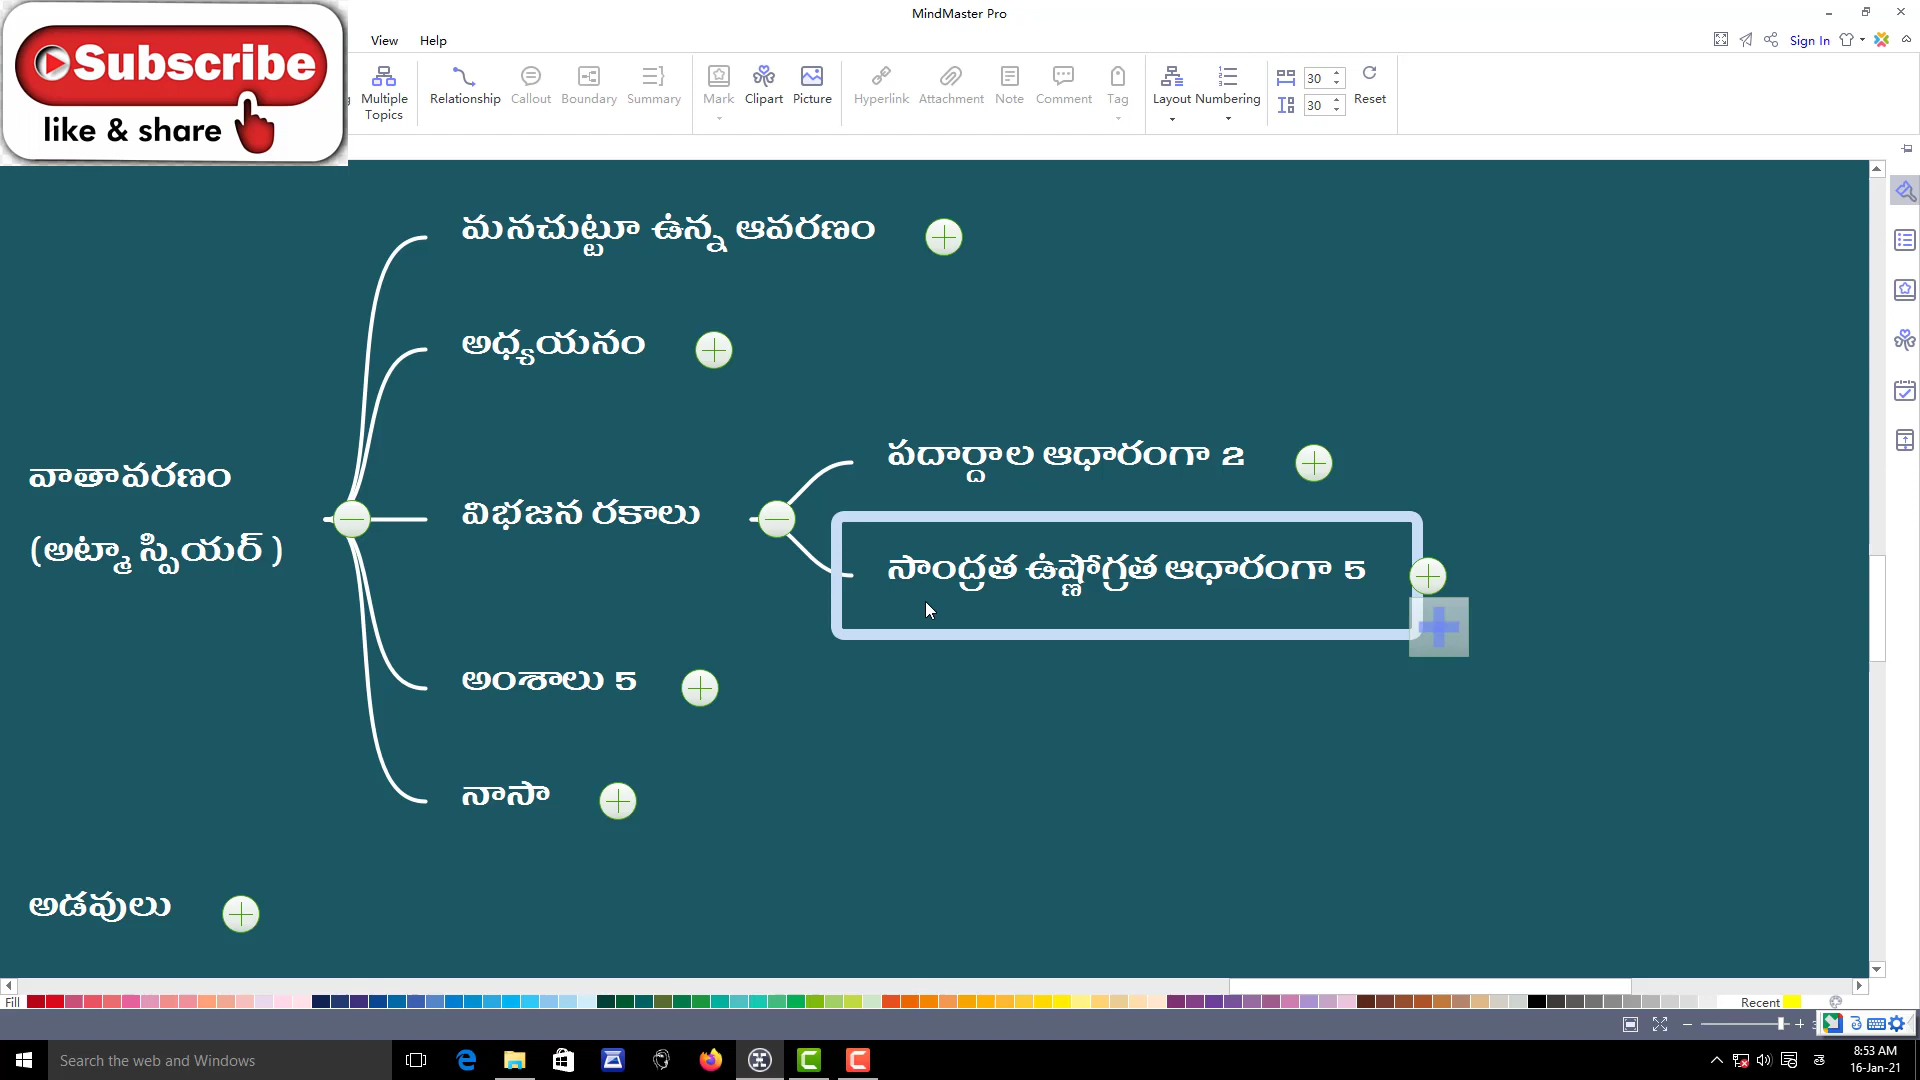 MindMaster Pro
Subscribe
like & share
View Help
Sign In
Multiple Topics
Relationship
Callout
Boundary
Summary
Mark
Clipart
Picture
Hyperlink
Attachment
Note
Comment
Tag
Layout
Numbering
30
30
Reset
మనచుట్టూ ఉన్న ఆవరణం
అధ్యయనం
పదార్దాల ఆధారంగా 2
వాతావరణం
(అట్మాస్పియర్ )
విభజన రకాలు
సాంద్రత ఉష్ణోగ్రత ఆధారంగా 5
అంశాలు 5
నాసా
అడవులు
Fill
Recent
Search the web and Windows
8:53 AM
16-Jan-21